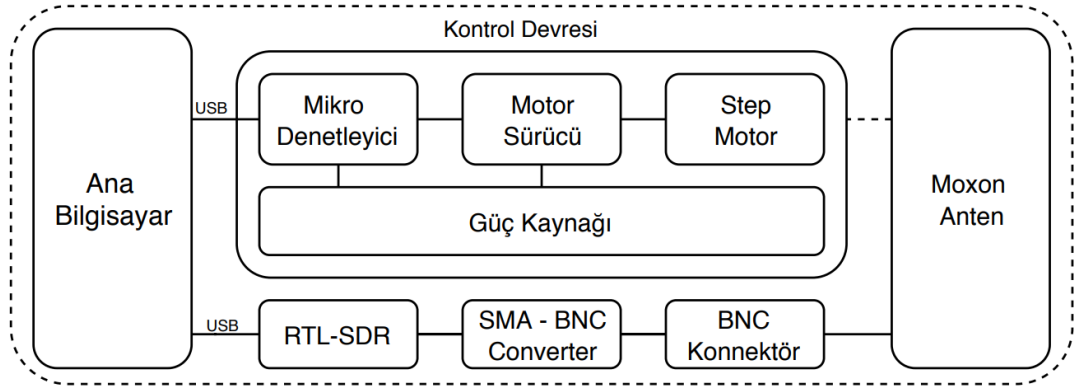 Kontrol Devresi
Ana
Bilgisayar
USB
Mikro
Denetleyici
Motor
Sürücü
Step
Motor
Güç Kaynağı
Moxon
Anten
USB
RTL-SDR
SMA - BNC
Converter
BNC
Konnektör